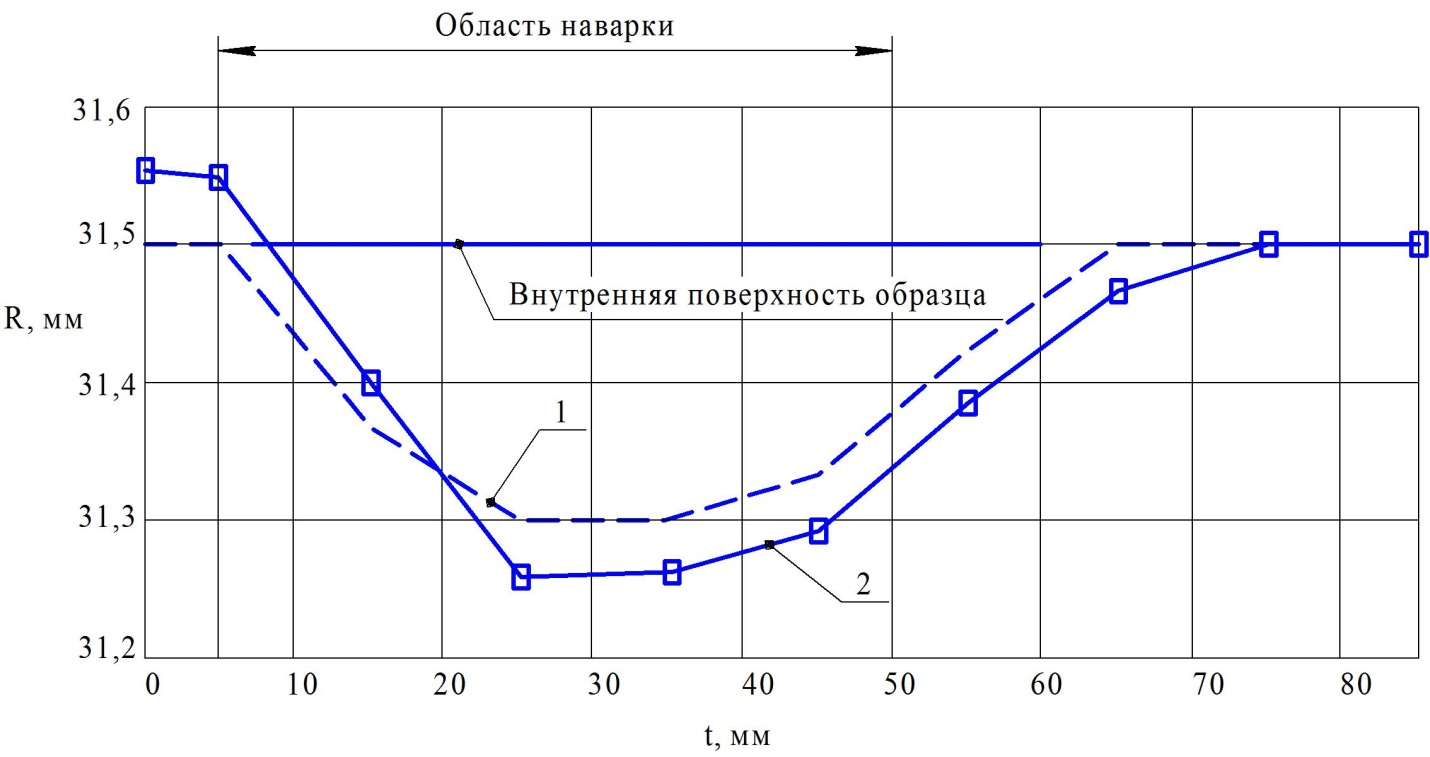 Область наварки
31,6
31,5
Внутренняя поверхность образца
R, мм
31,4
1
31,3
2
31,2
0 10 20 30 40 50 60 70 80
t, мм